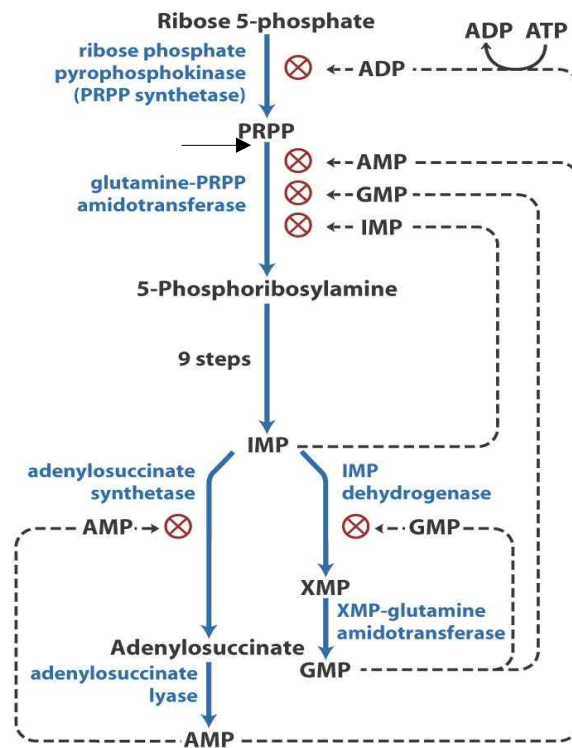 Ribose 5-phosphate
ribose phosphate
pyrophosphokinase
(PRPP synthetase)
ADP
ADP ATP
PRPP
glutamine-PRPP
amidotransferase
AMP
GMP
IMP
5-Phosphoribosylamine
9 steps
IMP
adenylosuccinate
synthetase
IMP
dehydrogenase
AMP
GMP
XMP
XMP-glutamine
amidotransferase
Adenylosuccinate
GMP
adenylosuccinate
lyase
AMP